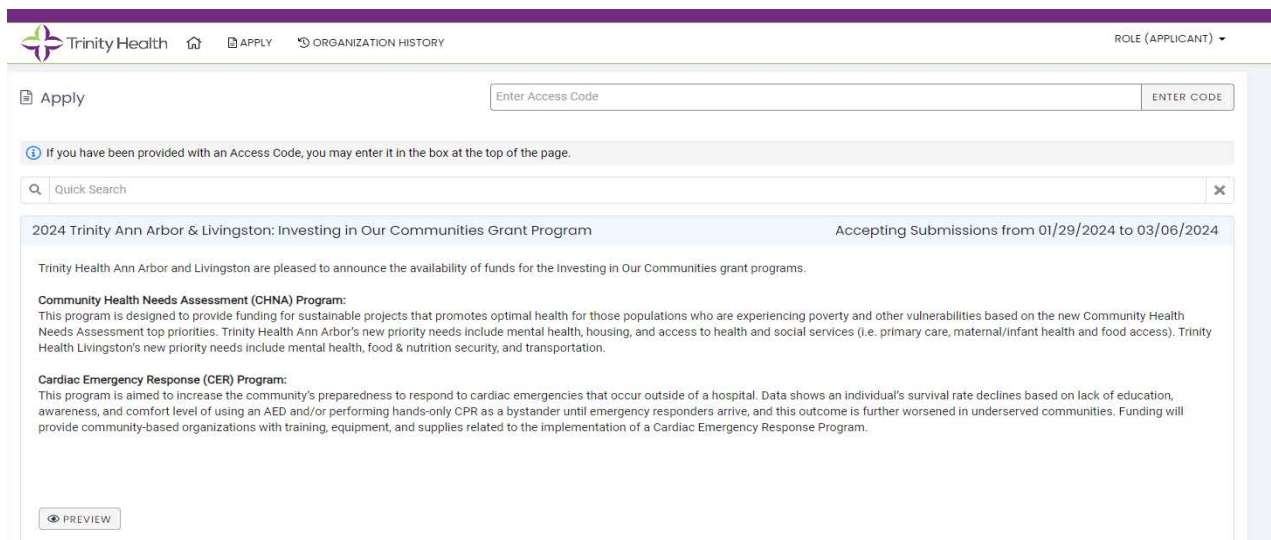 Trinity Health APPLY ORGANIZATION HISTORY ROLE (APPLICANT)
Apply Enter Access Code ENTER CODE
If you have been provided with an Access Code, you may enter it in the box at the top of the page.
Quick Search
2024 Trinity Ann Arbor & Livingston: Investing in Our Communities Grant Program Accepting Submissions from 01/29/2024 to 03/06/2024
Trinity Health Ann Arbor and Livingston are pleased to announce the availability of funds for the Investing in Our Communities grant programs.
Community Health Needs Assessment (CHNA) Program:
This program is designed to provide funding for sustainable projects that promotes optimal health for those populations who are experiencing poverty and other vulnerabilities based on the new Community Health
Needs Assessment top priorities. Trinity Health Ann Arbor's new priority needs include mental health, housing, and access to health and social services (i.e. primary care, maternal/infant health and food access). Trinity
Health Livingston's new priority needs include mental health, food & nutrition security, and transportation.
Cardiac Emergency Response (CER) Program:
This program is aimed to increase the community's preparedness to respond to cardiac emergencies that occur outside of a hospital. Data shows an individual's survival rate declines based on lack of education,
awareness, and comfort level of using an AED and/or performing hands-only CPR as a bystander until emergency responders arrive, and this outcome is further worsened in underserved communities. Funding will
provide community-based organizations with training, equipment, and supplies related to the implementation of a Cardiac Emergency Response Program.
PREVIEW